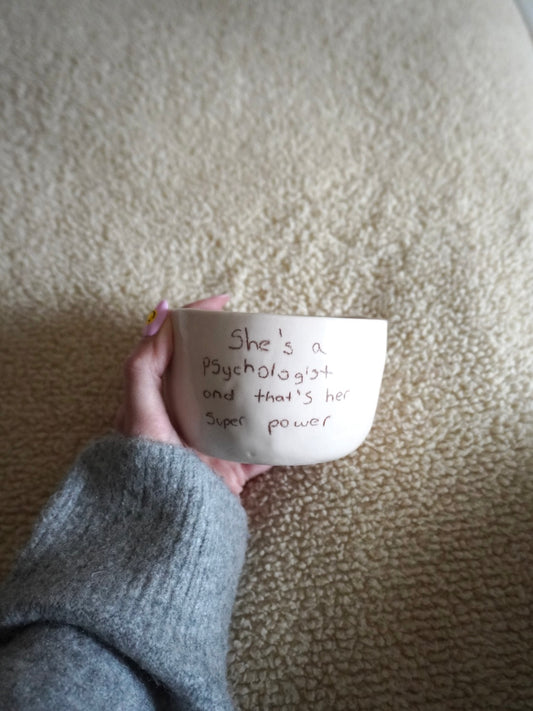 She's a
psychologist
and that's her
super power